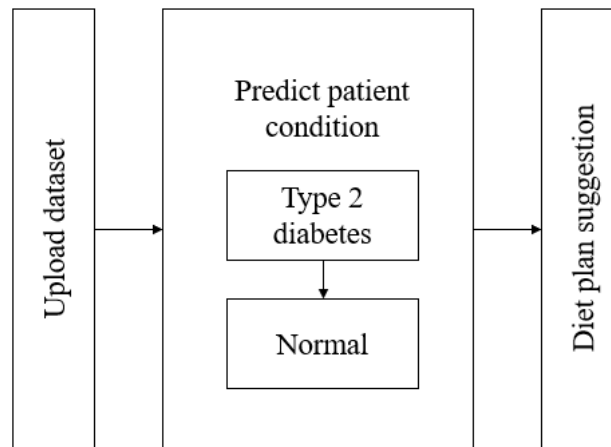 Upload dataset
Predict patient
condition
Type 2
diabetes
Normal
Diet plan suggestion